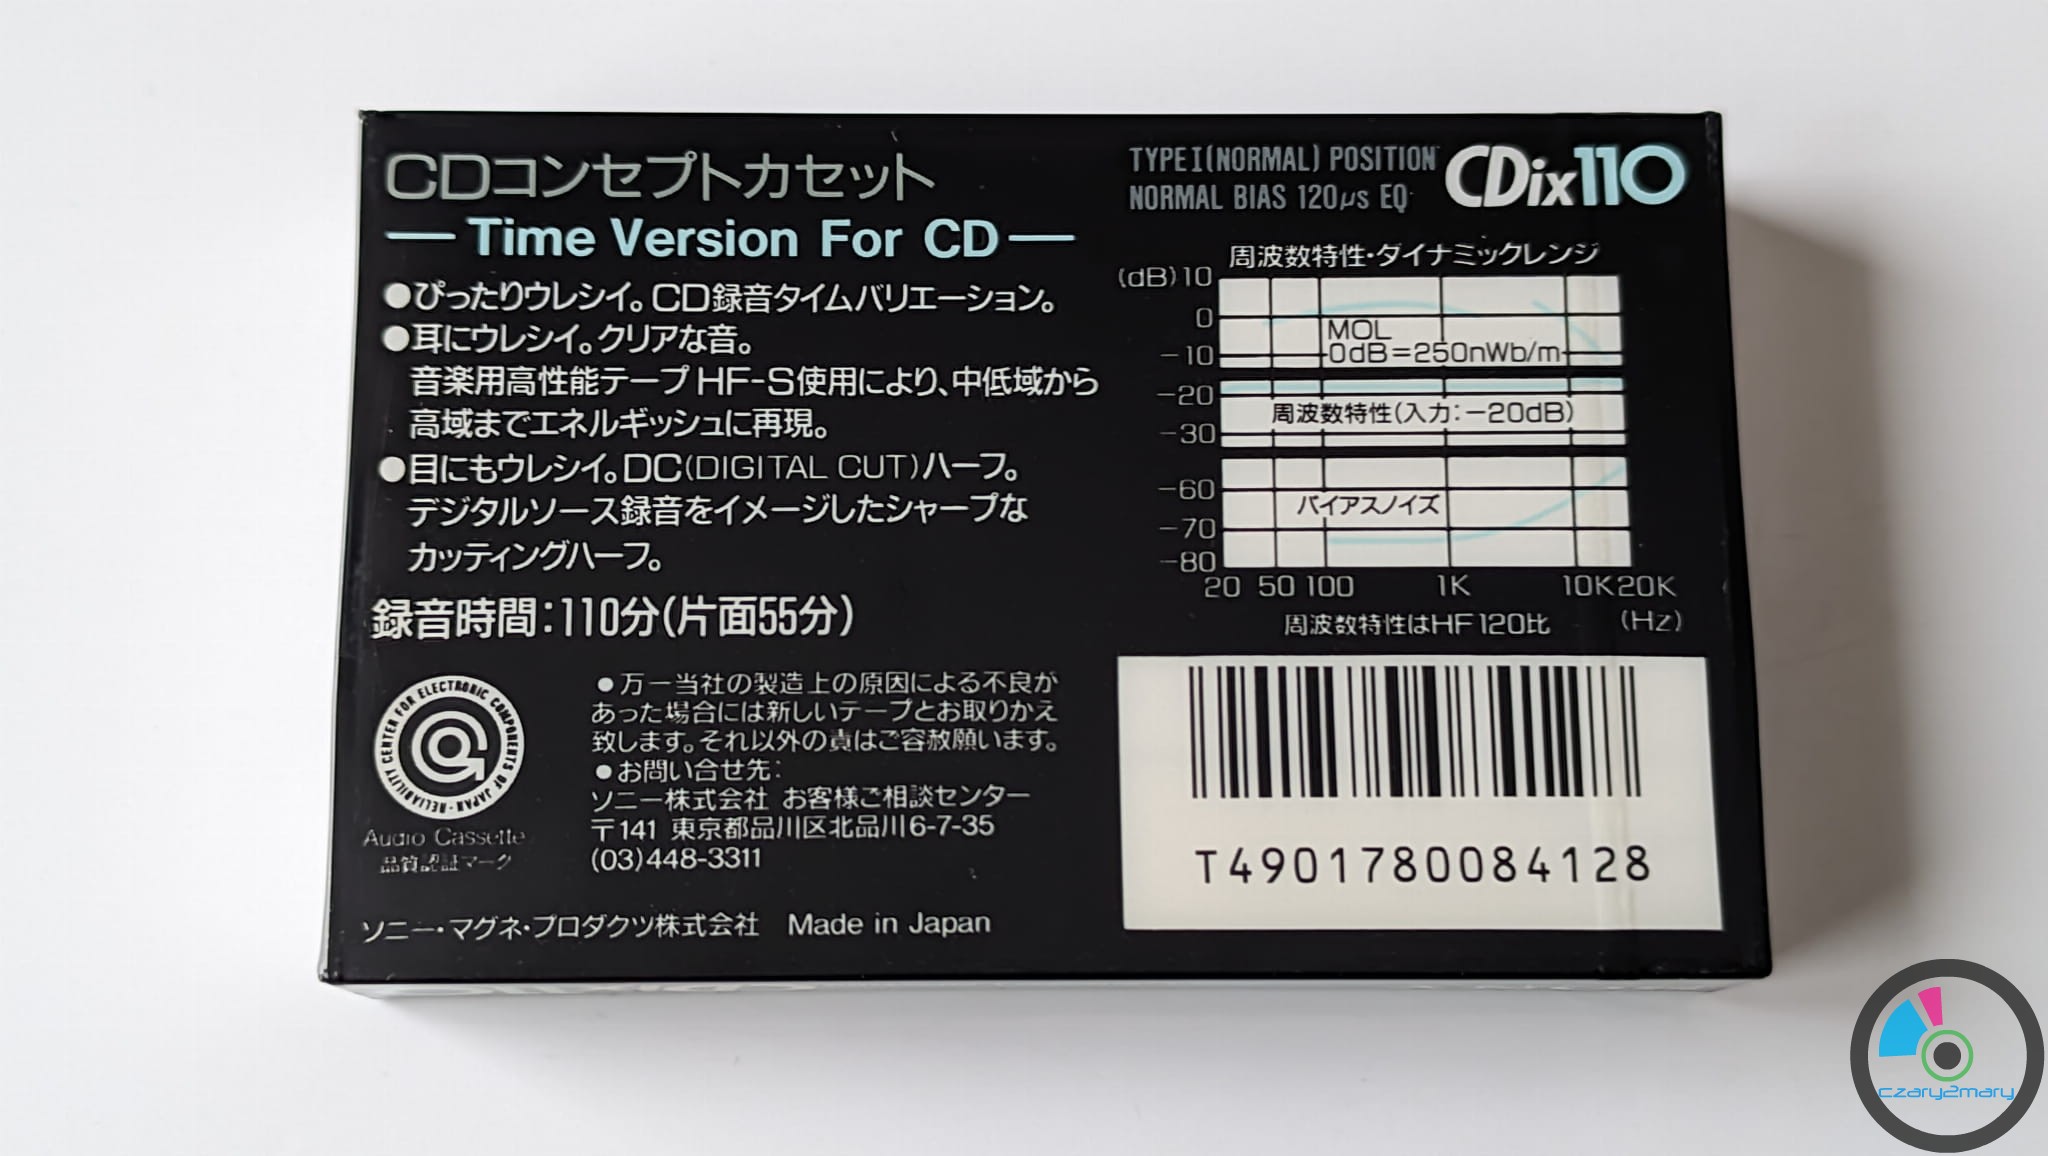 CDコンセプトカセット
Time Version For CD
●ぴったりウレシイ。CD録音タイムバリエーション。
●耳にウレシイ。クリアな音。
音楽用高性能テープHF-S使用により、中低域から
高域までエネルギッシュに再現。
●目にもウレシイ。DC(DIGITAL CUT)ハーフ。
デジタルソース録音をイメージしたシャープな
カッティングハーフ。
録音時間:110分(片面55分)
RELIABILITY CENTER FOR ELECTRONIC COMPONENTS OF JAPAN
Audio Cassette
品質認証マーク
●万一当社の製造上の原因による不良が
あった場合には新しいテープとお取りかえ
致します。それ以外の責はご容赦願います。
●お問い合せ先:
ソニー株式会社 お客様ご相談センター
〒141 東京都品川区北品川6-7-35
(03)448-3311
ソニー・マグネ・プロダクツ株式会社 Made in Japan
TYPE I (NORMAL) POSITION
NORMAL BIAS 120μs EQ
CDix110
周波数特性・ダイナミックレンジ
(dB)10
0
-10
-20
-30
-60
-70
-80
MOL
0dB=250nWb/m
周波数特性(入力:-20dB)
バイアスノイズ
20 50 100 1K 10K 20K
周波数特性はHF120比 (Hz)
T4901780084128
czary2mary